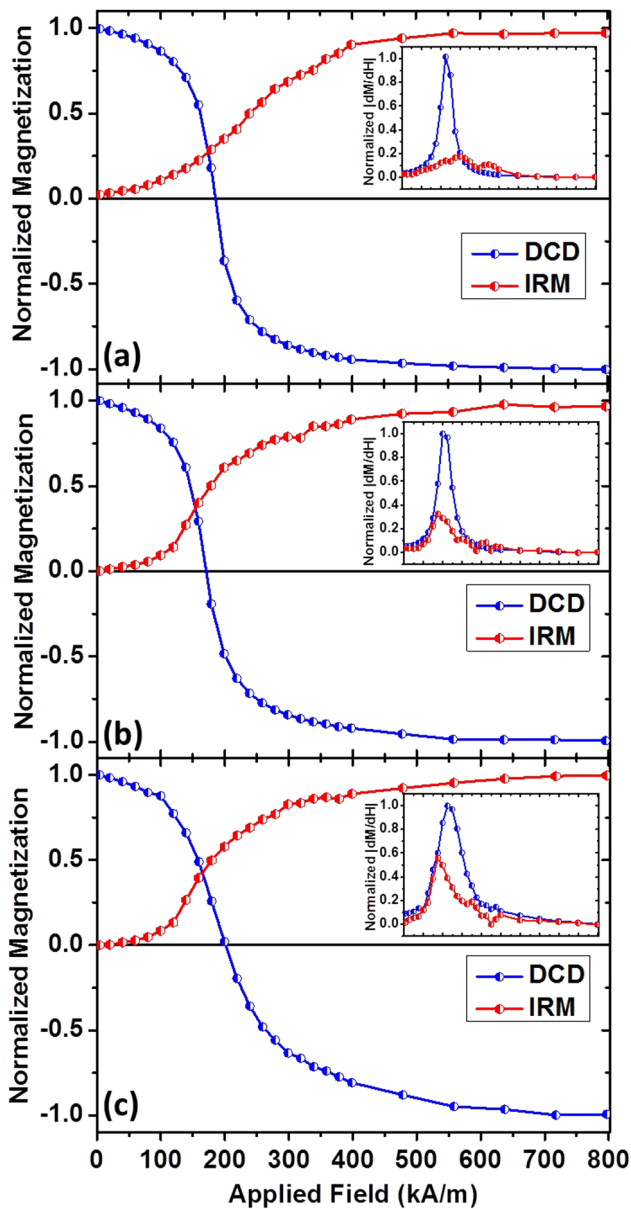 Normalized Magnetization
1.0
0.5
0.0
-0.5
-1.0
Normalized |dM/dH|
1.0
0.8
0.6
0.4
0.2
0.0
DCD
IRM
(a)
Normalized Magnetization
1.0
0.5
0.0
-0.5
-1.0
Normalized |dM/dH|
1.0
0.8
0.6
0.4
0.2
0.0
DCD
IRM
(b)
Normalized Magnetization
1.0
0.5
0.0
-0.5
-1.0
Normalized |dM/dH|
1.0
0.8
0.6
0.4
0.2
0.0
DCD
IRM
(c)
0 100 200 300 400 500 600 700 800
Applied Field (kA/m)